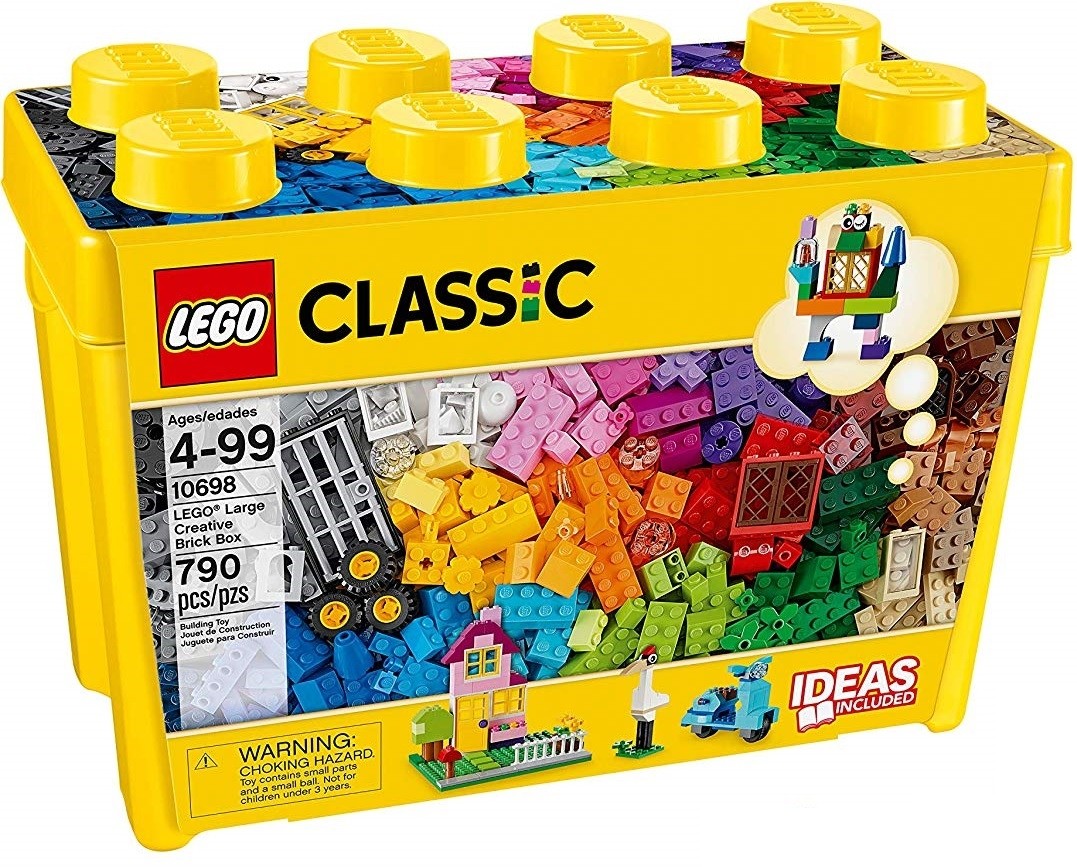 LEGO
CLASSiC
Ages/edades
4-99
10698
LEGO® Large
Creative
Brick Box
790
pcs/pzs
Building Toy
Jouet de Construction
Juguete para Construir
WARNING:
CHOKING HAZARD.
Toy contains small parts
and a small ball. Not for
children under 3 years.
IDEAS
INCLUDED